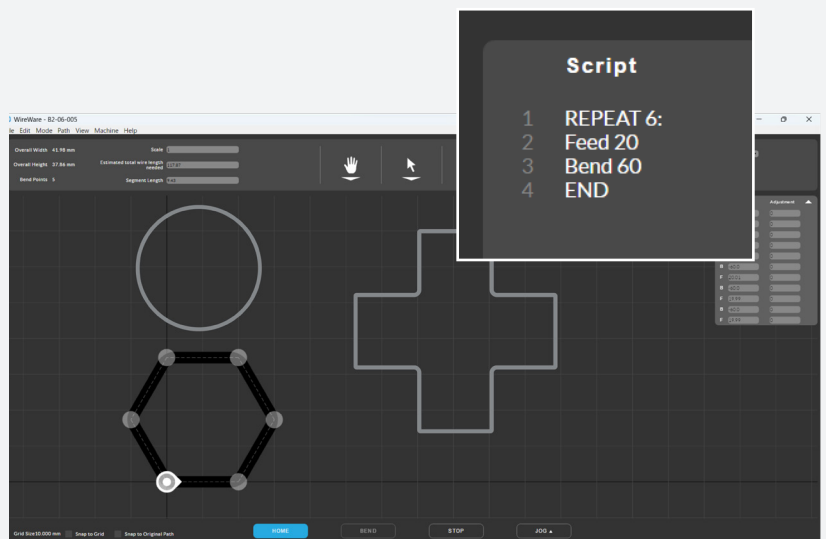 Script
1 REPEAT 6:
2 Feed 20
3 Bend 60
4 END
WireWare - B2-06-005
le Edit Mode Path View Machine Help
Overall Width 41.98 mm
Scale
Overall Height 37.86 mm
Estimated total wire length needed
Bend Points 5
Segment Length
Adjustment
B
F
B
F
B
F
Grid Size:10.000 mm Snap to Grid Snap to Original Path
HOME
BEND
STOP
JOG ▴